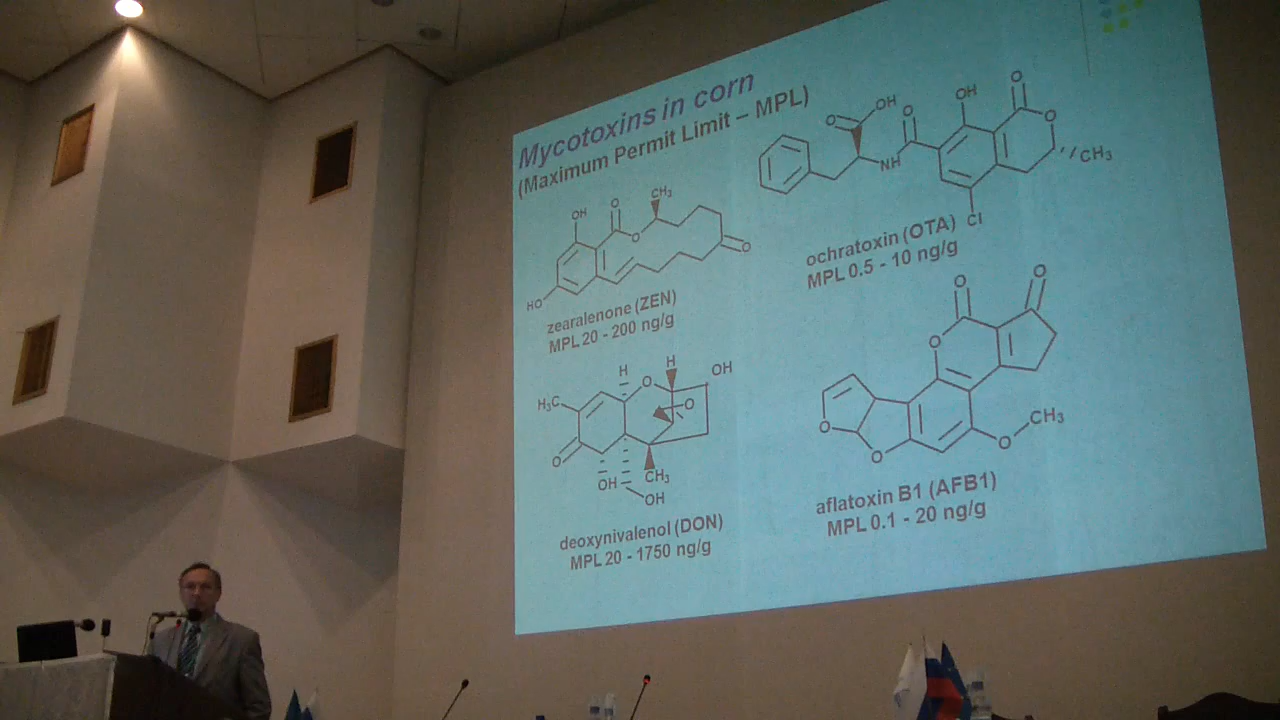 Mycotoxins in corn
(Maximum Permit Limit – MPL)
OH
O
CH₃
O
O
HO
zearalenone (ZEN)
MPL 20 - 200 ng/g
O
OH
O
NH
OH
O
O
CH₃
Cl
ochratoxin (OTA)
MPL 0.5 - 10 ng/g
H
H
OH
O
H₃C
O
O
OH
CH₃
OH
deoxynivalenol (DON)
MPL 20 - 1750 ng/g
O
O
O
O
O
O
CH₃
aflatoxin B1 (AFB1)
MPL 0.1 - 20 ng/g